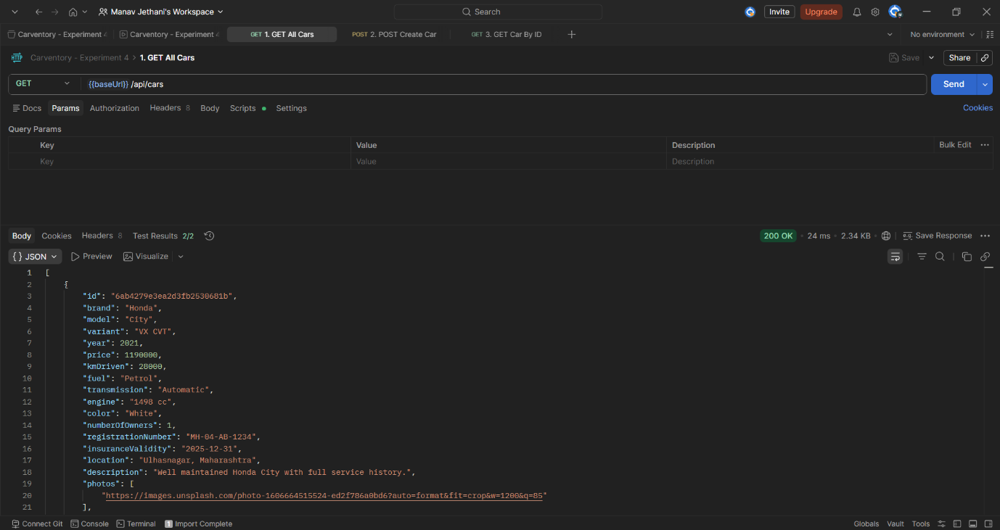 Manav Jethani's Workspace Search Invite Upgrade
Carventory - Experiment 4 Carventory - Experiment 4 GET 1. GET All Cars POST 2. POST Create Car GET 3. GET Car By ID No environment
HTTP Carventory - Experiment 4 > 1. GET All Cars Save Share
GET {{baseUrl}} /api/cars Send
Docs Params Authorization Headers 8 Body Scripts Settings Cookies
Query Params
Key Value Description Bulk Edit
Key Value Description
Body Cookies Headers 8 Test Results 2/2 200 OK 24 ms 2.34 KB e.g. Save Response
{ } JSON Preview Visualize
1 [
2 {
3 "id": "6ab4279e3ea2d3fb2530681b",
4 "brand": "Honda",
5 "model": "City",
6 "variant": "VX CVT",
7 "year": 2021,
8 "price": 1190000,
9 "kmDriven": 28000,
10 "fuel": "Petrol",
11 "transmission": "Automatic",
12 "engine": "1498 cc",
13 "color": "White",
14 "numberOfOwners": 1,
15 "registrationNumber": "MH-04-AB-1234",
16 "insuranceValidity": "2025-12-31",
17 "location": "Ulhasnagar, Maharashtra",
18 "description": "Well maintained Honda City with full service history.",
19 "photos": [
20 "https://images.unsplash.com/photo-1606664515524-ed2f786a0bd6?auto=format&fit=crop&w=1200&q=85"
21 ],
Connect Git Console Terminal 1 Import Complete Globals Vault Tools